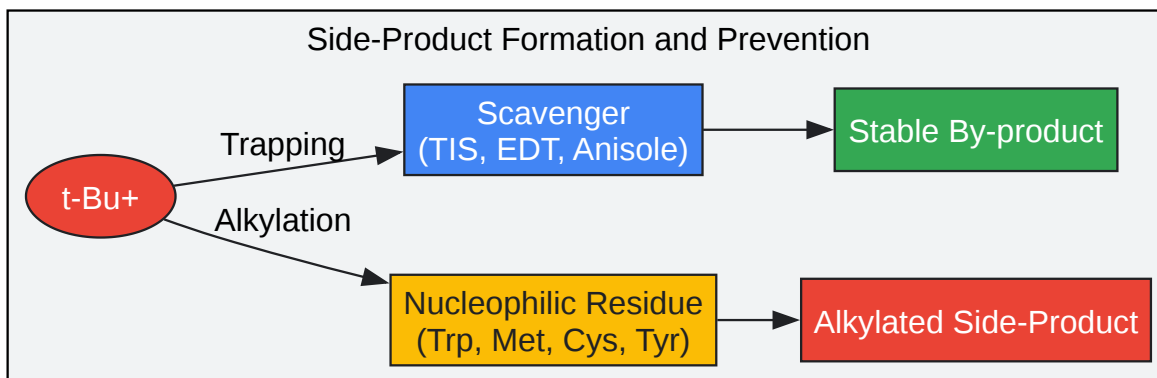 Side-Product Formation and Prevention
Scavenger
(TIS, EDT, Anisole)
Stable By-product
Trapping
t-Bu+
Alkylation
Nucleophilic Residue
(Trp, Met, Cys, Tyr)
Alkylated Side-Product